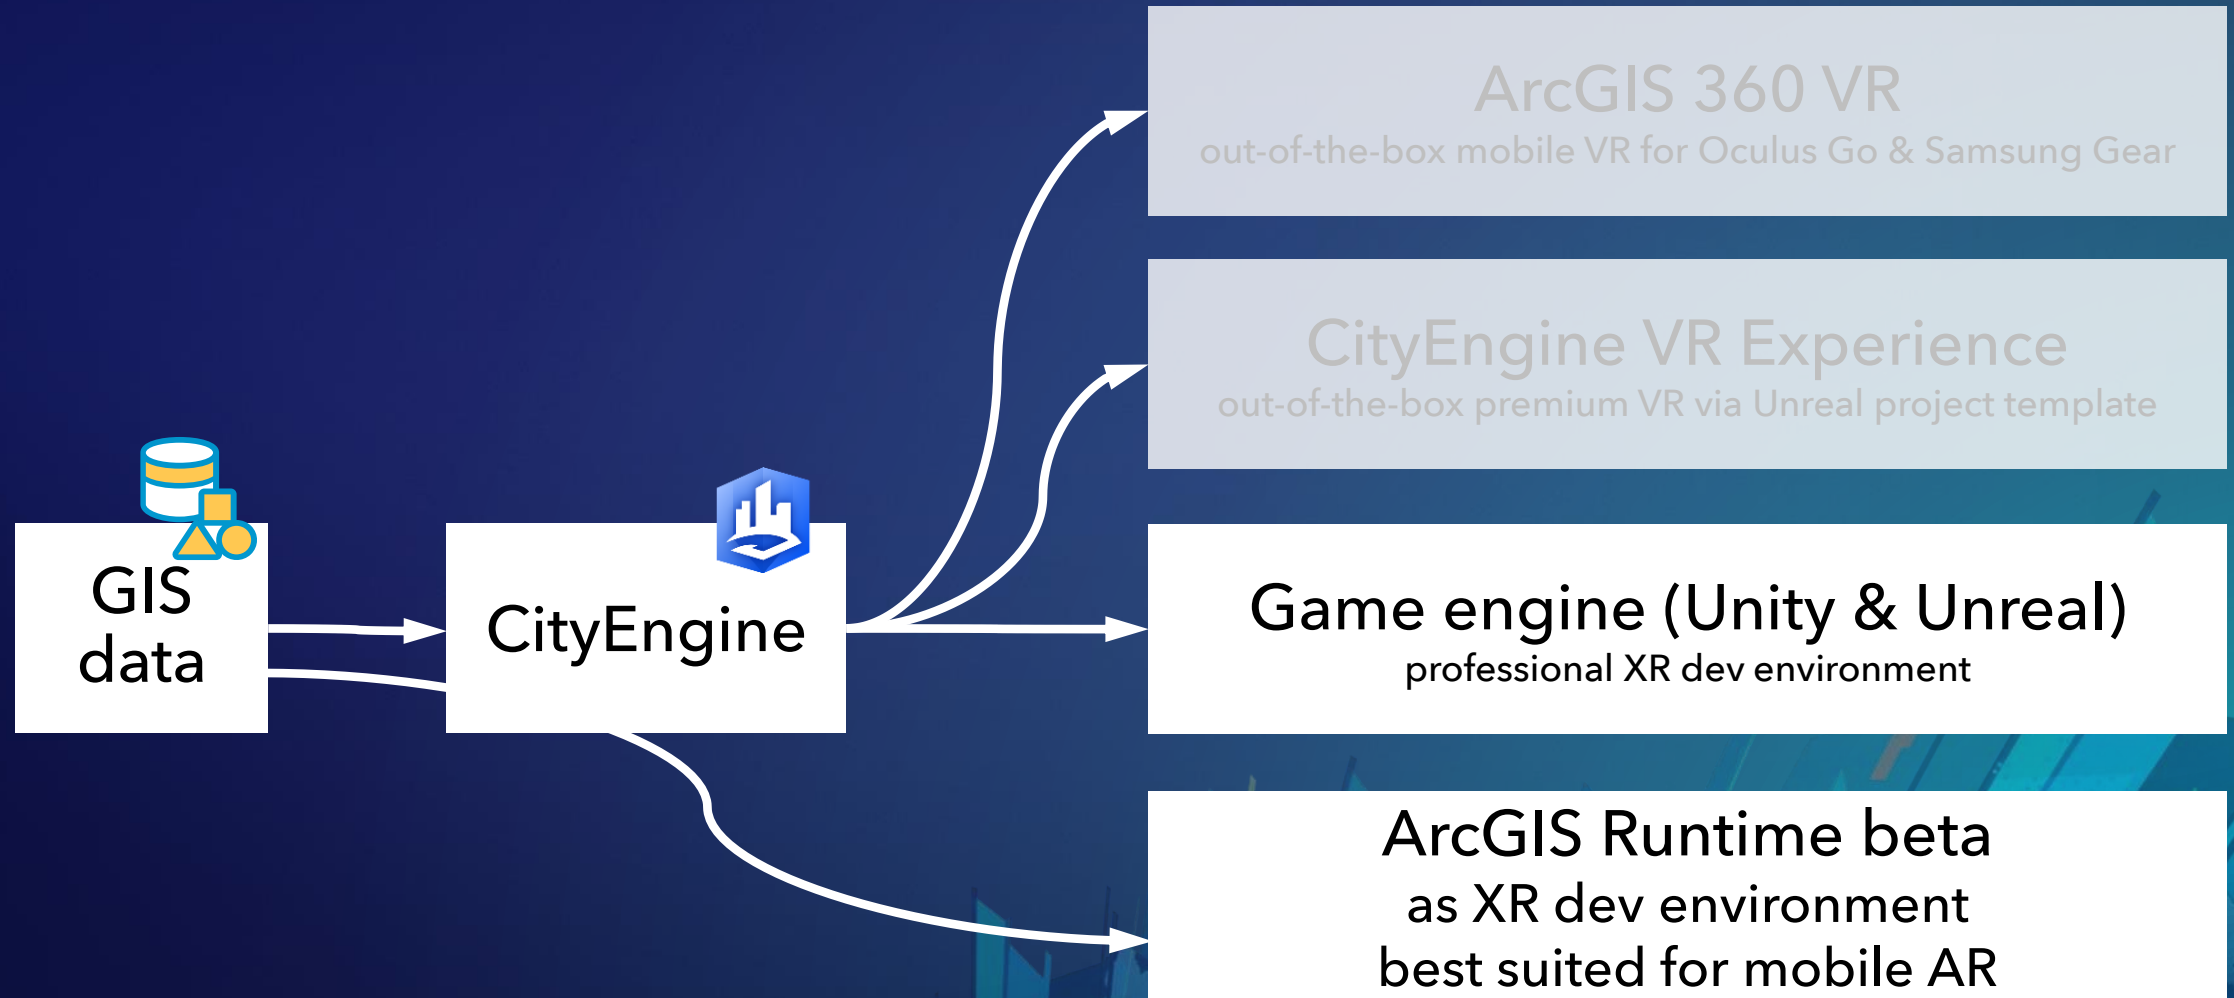 ArcGIS 360 VR
out-of-the-box mobile VR for Oculus Go & Samsung Gear
CityEngine VR Experience
out-of-the-box premium VR via Unreal project template
GIS
data
CityEngine
Game engine (Unity & Unreal)
professional XR dev environment
ArcGIS Runtime beta
as XR dev environment
best suited for mobile AR